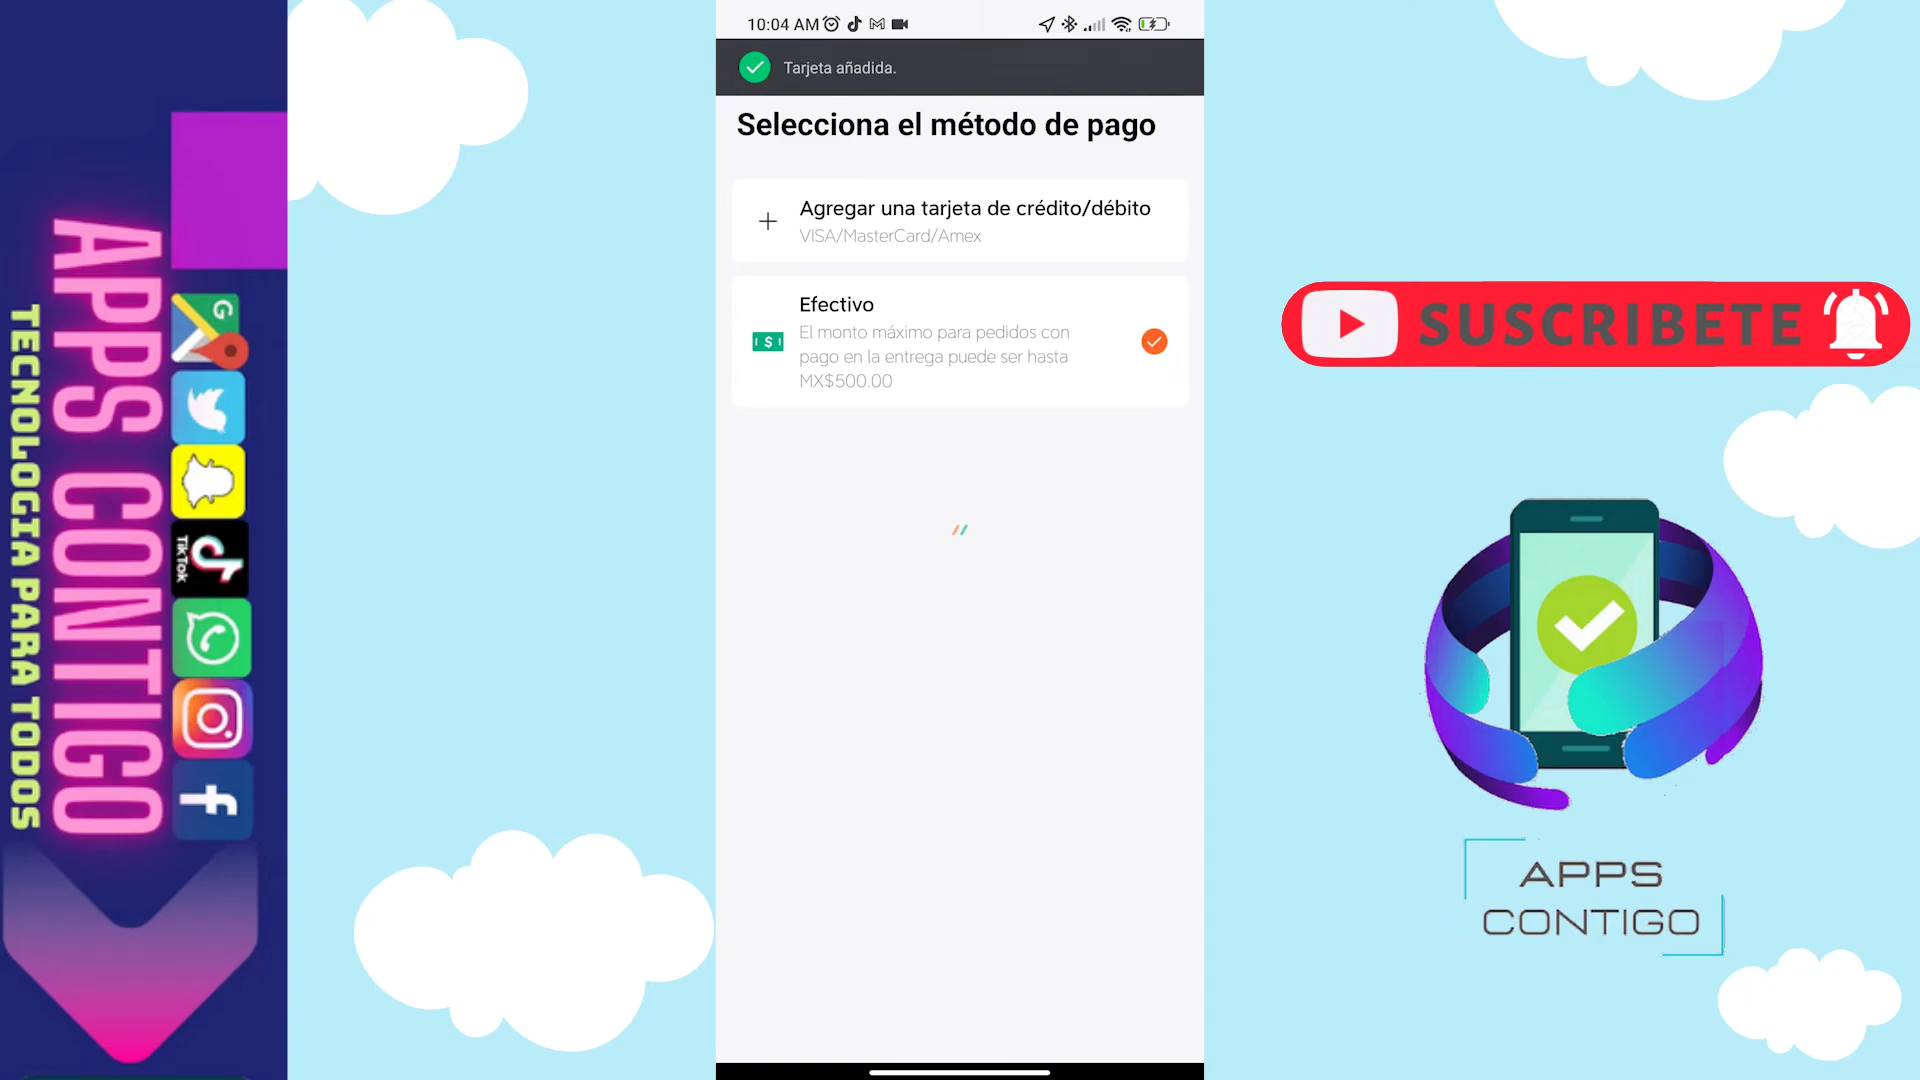 APPS CONTIGO
TECNOLOGIA PARA TODOS
G
TikTok
10:04 AM
Tarjeta añadida.
Selecciona el método de pago
Agregar una tarjeta de crédito/débito
VISA/MasterCard/Amex
Efectivo
El monto máximo para pedidos con
pago en la entrega puede ser hasta
MX$500.00
SUSCRIBETE
APPS
CONTIGO